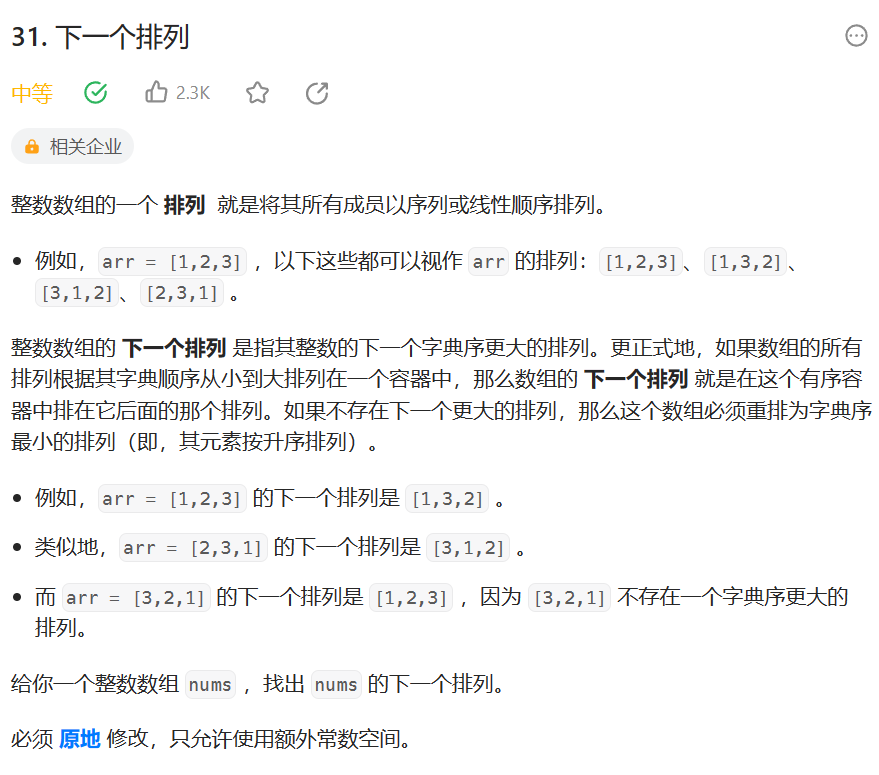 31. 下一个排列
中等 2.3K
相关企业
整数数组的一个 排列 就是将其所有成员以序列或线性顺序排列。
例如，arr = [1,2,3] ，以下这些都可以视作 arr 的排列：[1,2,3]、[1,3,2]、
[3,1,2]、[2,3,1] 。
整数数组的 下一个排列 是指其整数的下一个字典序更大的排列。更正式地，如果数组的所有
排列根据其字典顺序从小到大排列在一个容器中，那么数组的 下一个排列 就是在这个有序容
器中排在它后面的那个排列。如果不存在下一个更大的排列，那么这个数组必须重排为字典序
最小的排列（即，其元素按升序排列）。
例如，arr = [1,2,3] 的下一个排列是 [1,3,2] 。
类似地，arr = [2,3,1] 的下一个排列是 [3,1,2] 。
而 arr = [3,2,1] 的下一个排列是 [1,2,3] ，因为 [3,2,1] 不存在一个字典序更大的
排列。
给你一个整数数组 nums ，找出 nums 的下一个排列。
必须 原地 修改，只允许使用额外常数空间。